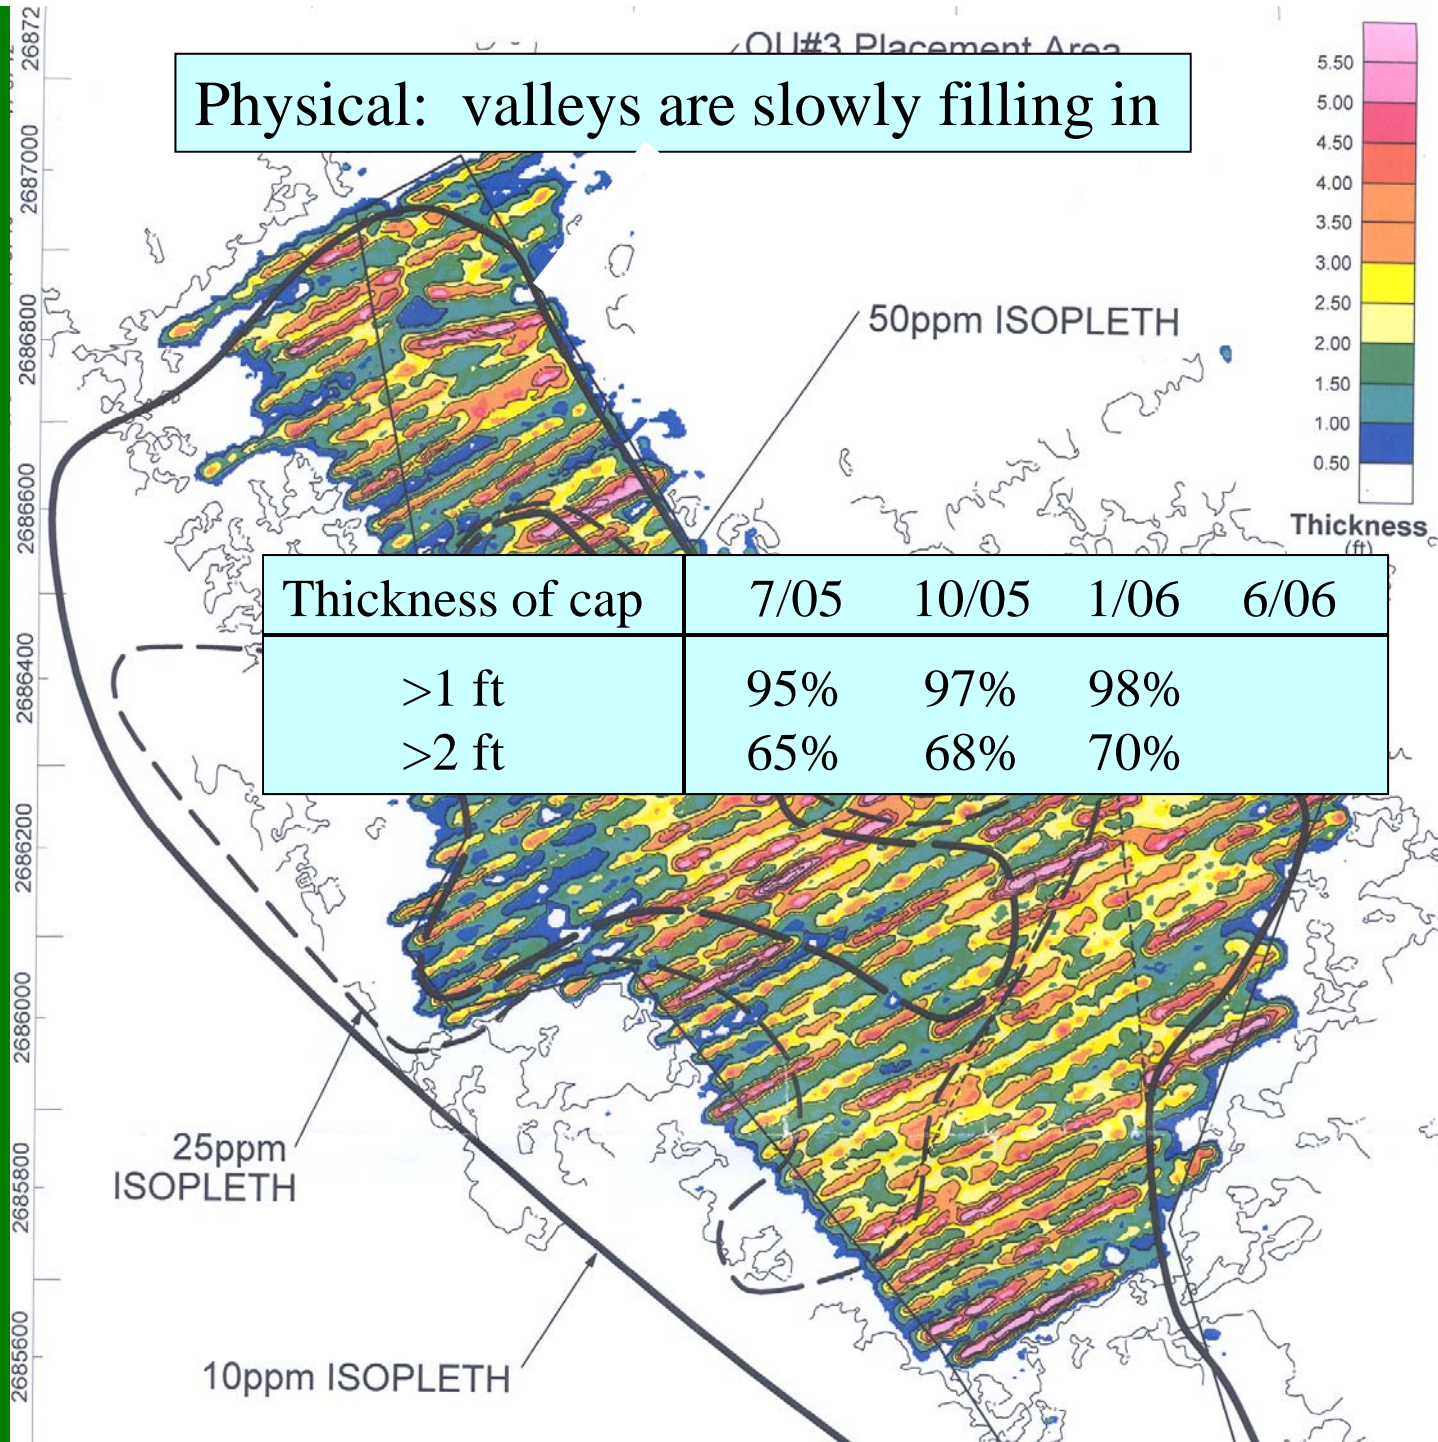 OU#3 Placement Area
Physical: valleys are slowly filling in
5.50
5.00
4.50
4.00
3.50
3.00
2.50
2.00
1.50
1.00
0.50
Thickness
(ft)
26872
2687000
2686800
2686600
2686400
2686200
2686000
2685800
2685600
50ppm ISOPLETH
Thickness of cap 7/05 10/05 1/06 6/06
>1 ft 95% 97% 98%
>2 ft 65% 68% 70%
25ppm
ISOPLETH
10ppm ISOPLETH